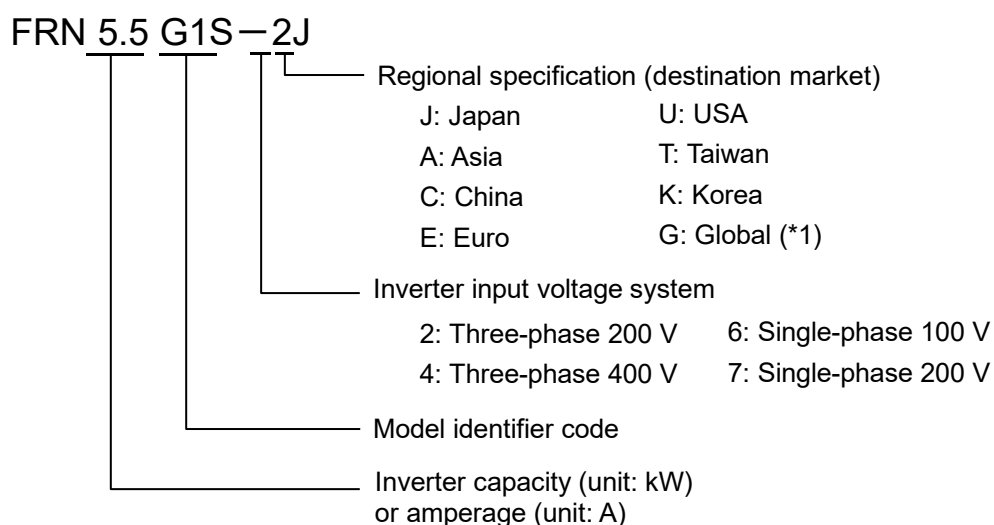 FRN 5.5 G1S－2J
Regional specification (destination market)
J: Japan U: USA
A: Asia T: Taiwan
C: China K: Korea
E: Euro G: Global (*1)
Inverter input voltage system
2: Three-phase 200 V 6: Single-phase 100 V
4: Three-phase 400 V 7: Single-phase 200 V
Model identifier code
Inverter capacity (unit: kW)
or amperage (unit: A)